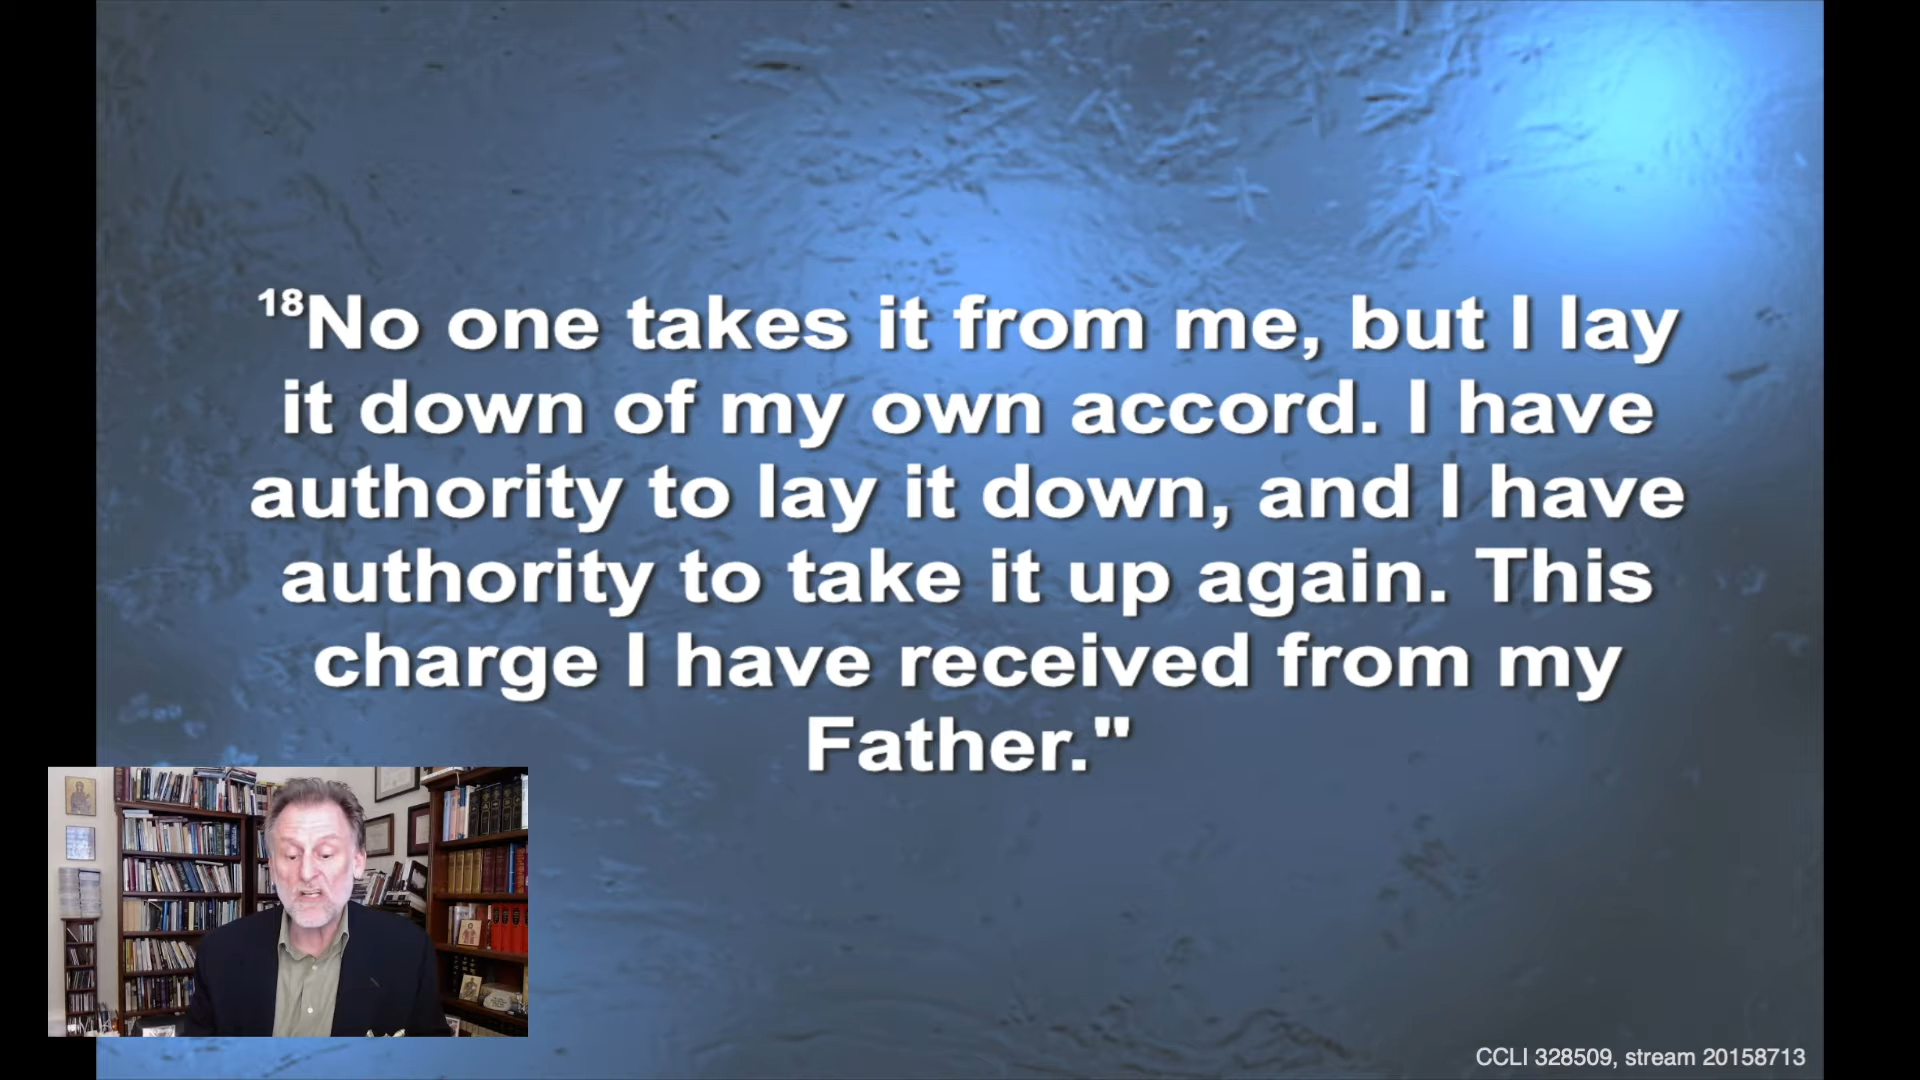 18No one takes it from me, but I lay
it down of my own accord. I have
authority to lay it down, and I have
authority to take it up again. This
charge I have received from my
Father."
CCLI 328509, stream 20158713